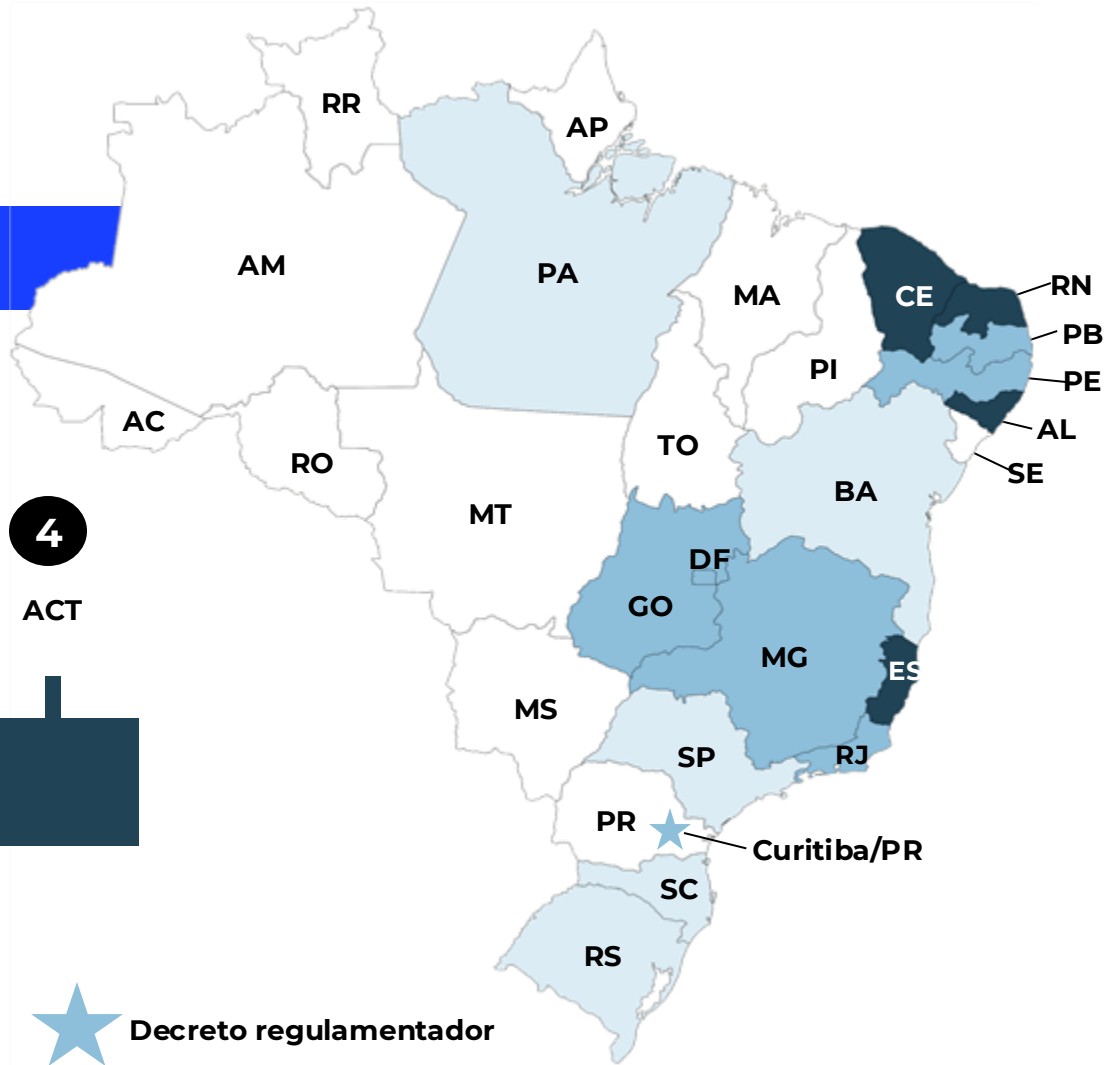 RR
AP
AM
PA
MA
CE
RN
PB
PI
PE
AC
AL
TO
RO
SE
BA
MT
4
DF
GO
ACT
MG
ES
MS
SP
RJ
PR
Curitiba/PR
SC
RS
Decreto regulamentador